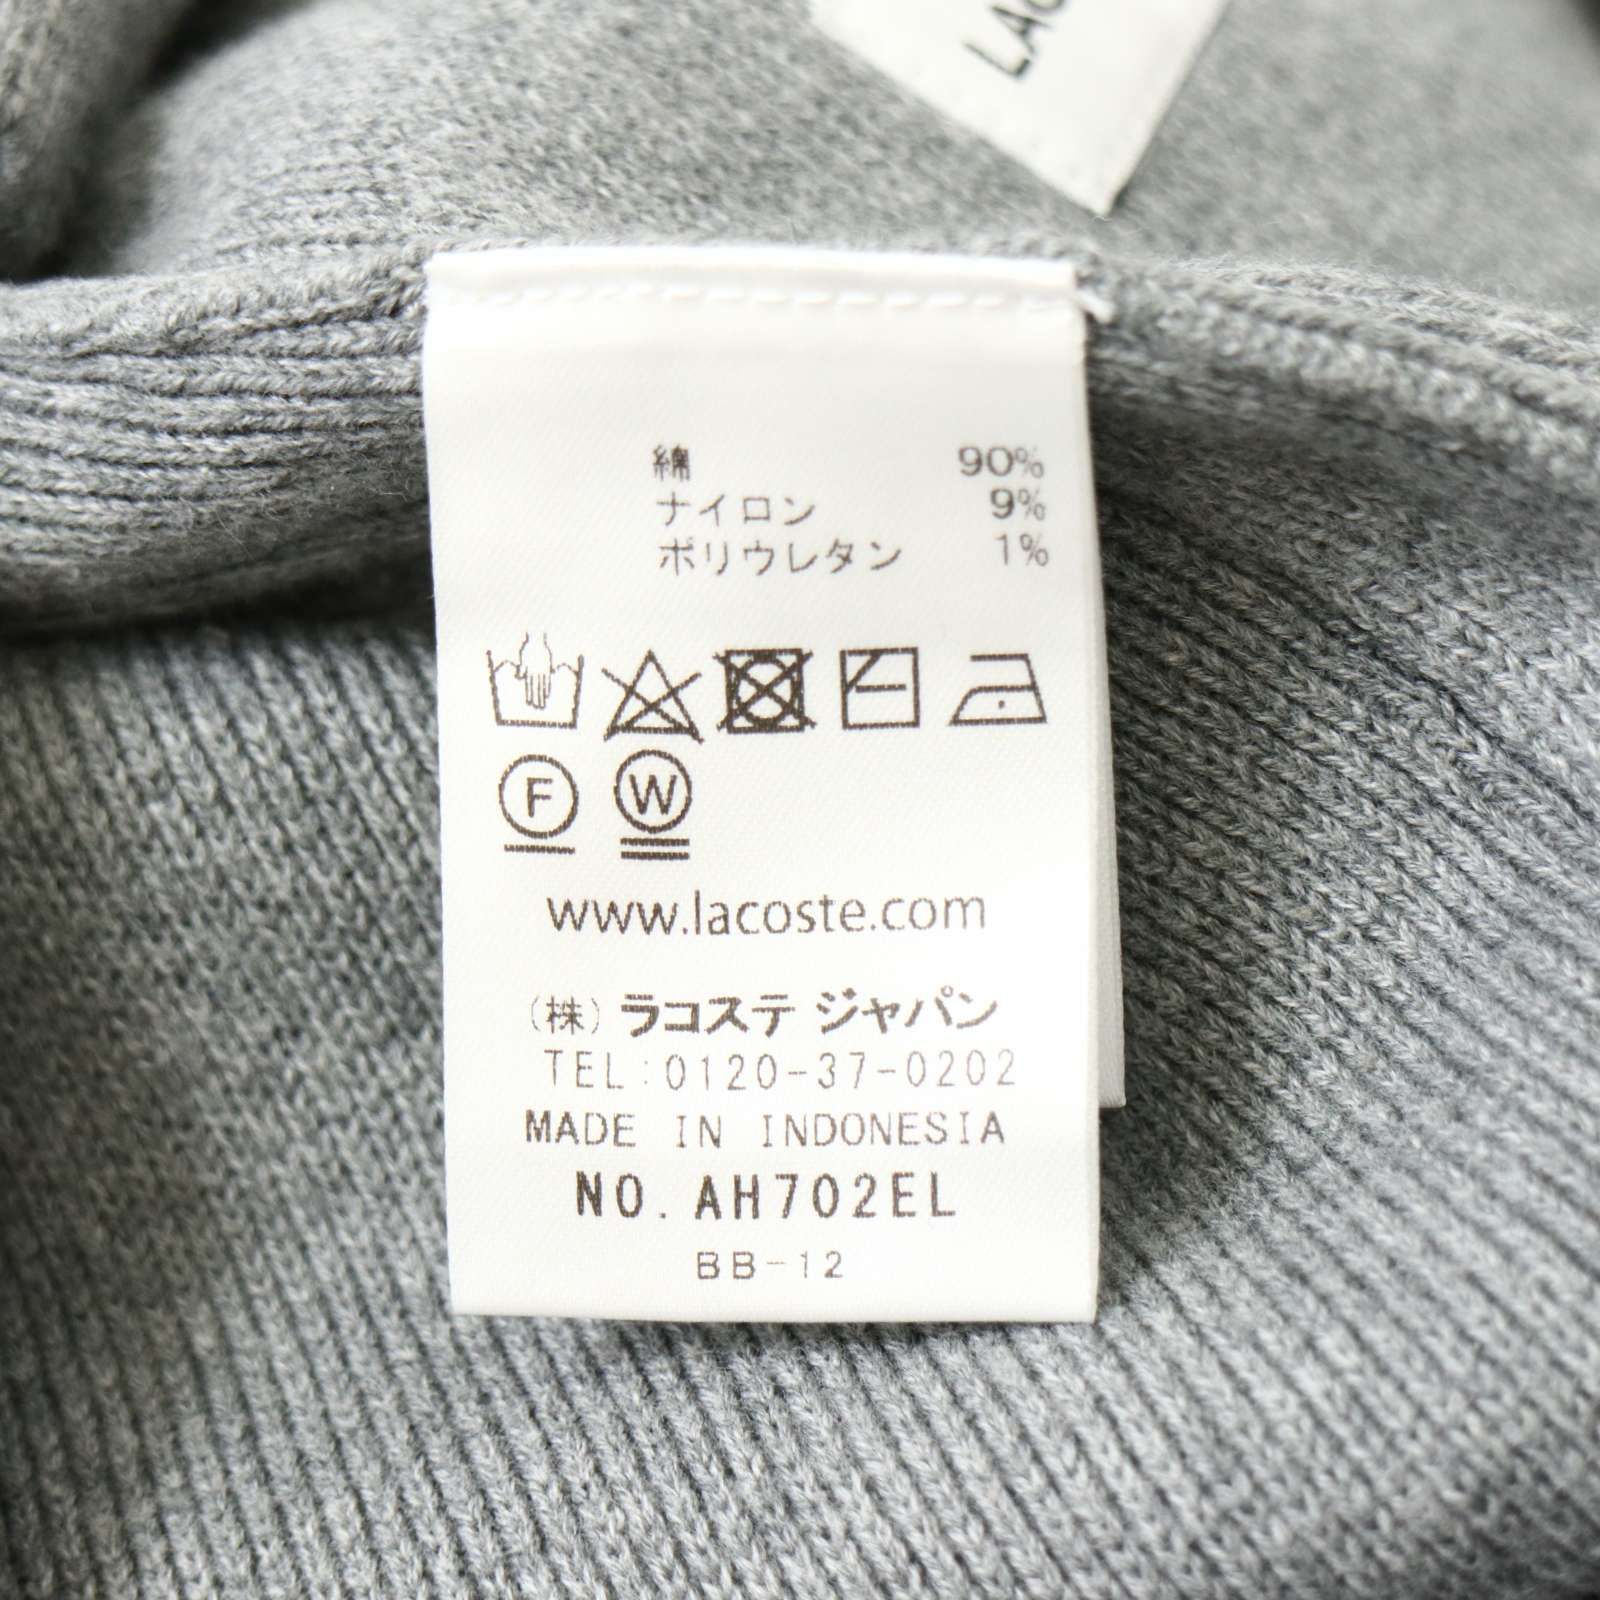 LAC
綿 90%
ナイロン 9%
ポリウレタン 1%
F W
www.lacoste.com
(株) ラコステ ジャパン
TEL:0120-37-0202
MADE IN INDONESIA
NO. AH702EL
BB-12